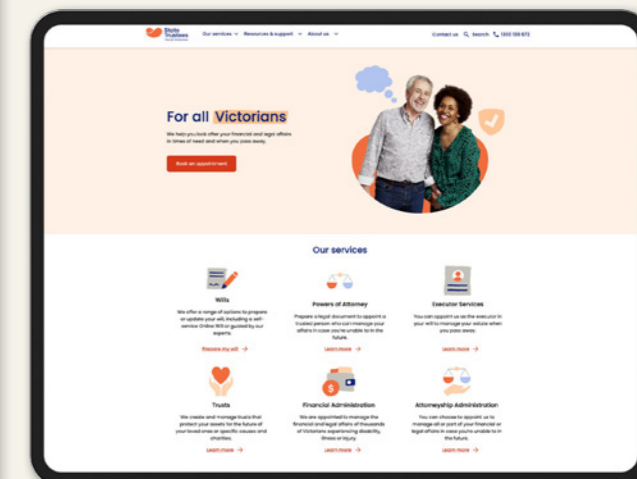 State
Trustees
Our services Resources & support About us Contact us Search 1300 138 672
For all Victorians
We help you look after your financial and legal affairs
in times of need and when you pass away.
Book an appointment
Our services
Wills
We offer a range of options to prepare
or update your will, including a self-
service Online Will or guided by our
experts.
Prepare my will →
Powers of Attorney
Prepare a legal document to appoint a
trusted person who can manage your
affairs in case you're unable to in the
future.
Learn more →
Executor Services
You can appoint us as the executor in
your will to manage your estate when
you pass away.
Learn more →
Trusts
We create and manage trusts that
protect your assets for the future of
your loved ones or specific causes and
charities.
Learn more →
Financial Administration
We are appointed to manage the
financial and legal affairs of thousands
of Victorians experiencing disability,
illness or injury.
Learn more →
Attorneyship Administration
You can choose to appoint us to
manage all or part of your financial or
legal affairs in case you're unable to in
the future.
Learn more →